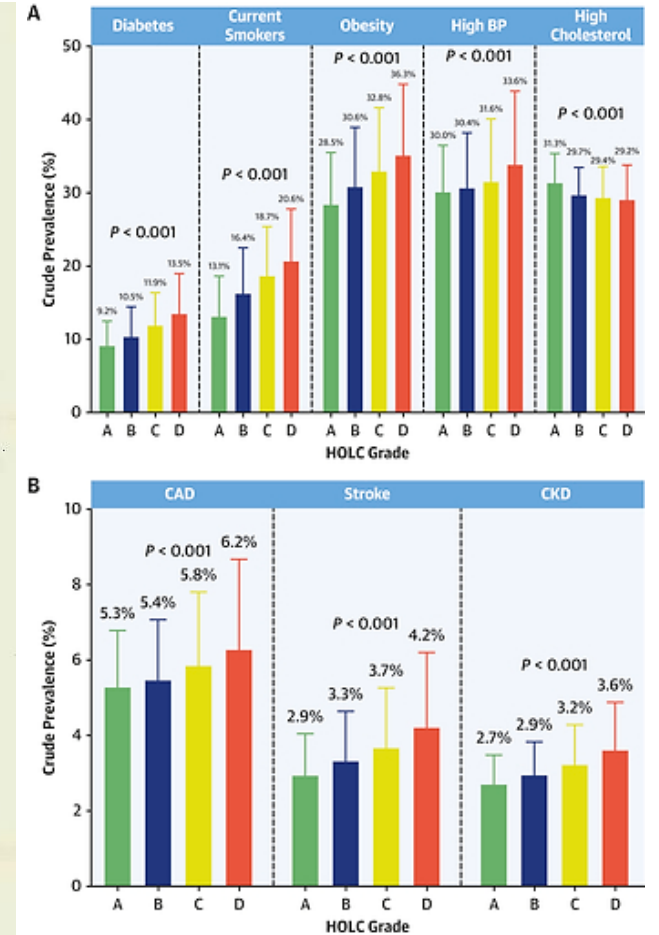 A
Diabetes
Current
Smokers
Obesity
High BP
High
Cholesterol
Crude Prevalence (%)
50
40
30
20
10
0
P < 0.001
9.2%
10.5%
11.9%
13.5%
P < 0.001
13.1%
16.4%
18.7%
20.6%
P < 0.001
28.5%
30.6%
32.8%
36.3%
P < 0.001
30.0%
30.4%
31.6%
33.6%
P < 0.001
31.3%
29.7%
29.4%
29.2%
A B C D A B C D A B C D A B C D A B C D
HOLC Grade
B
CAD
Stroke
CKD
Crude Prevalence (%)
10
8
6
4
2
0
P < 0.001
5.3%
5.4%
5.8%
6.2%
P < 0.001
2.9%
3.3%
3.7%
4.2%
P < 0.001
2.7%
2.9%
3.2%
3.6%
A B C D A B C D A B C D
HOLC Grade